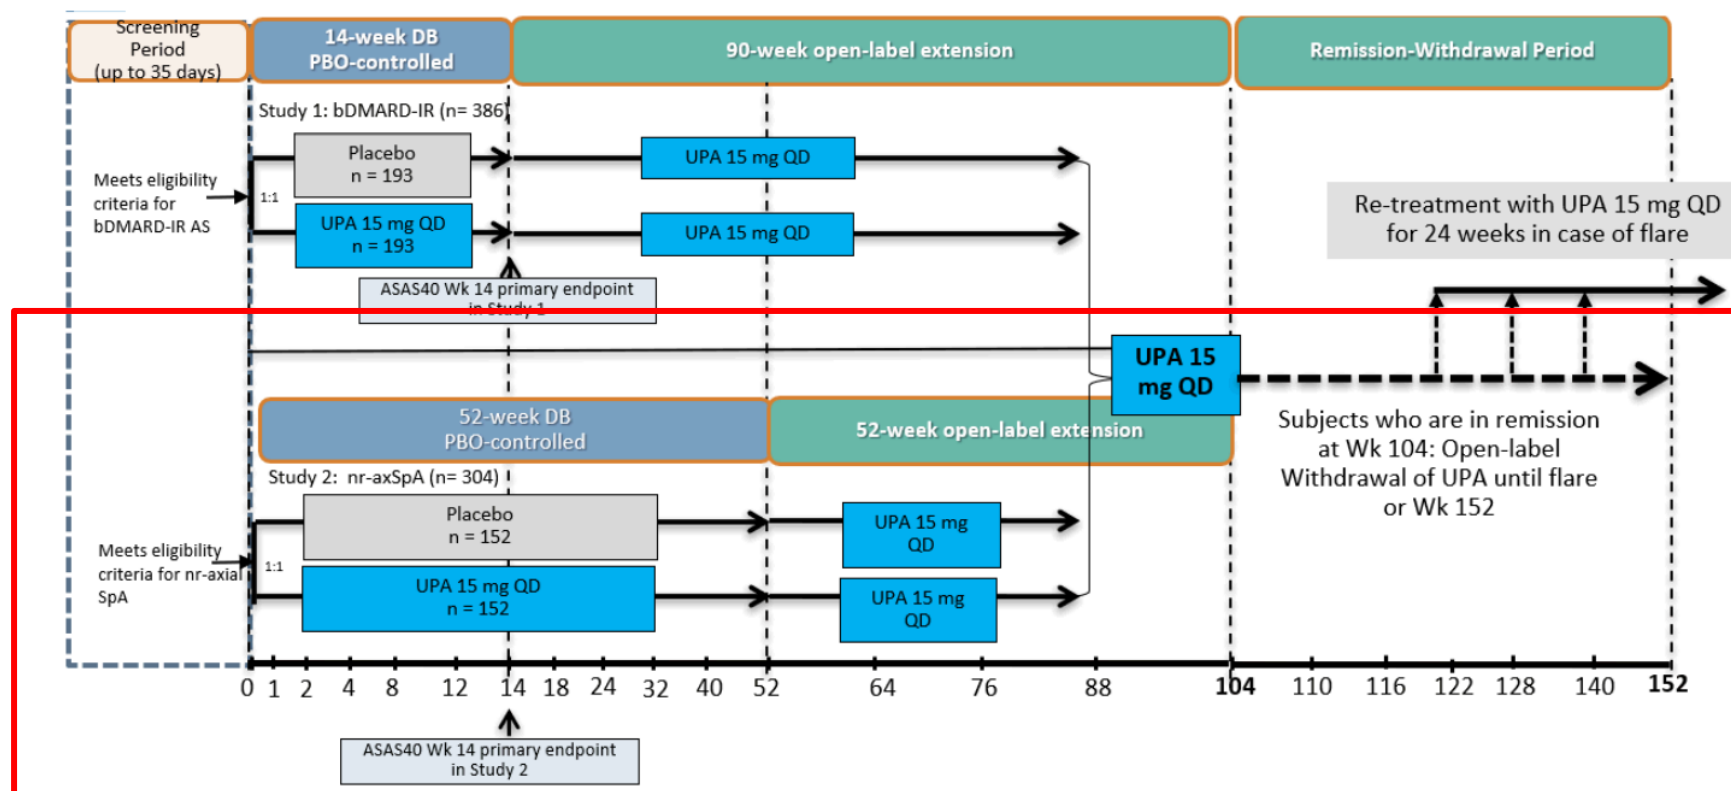 Screening
Period
(up to 35 days)
14-week DB
PBO-controlled
90-week open-label extension
Remission-Withdrawal Period
Study 1: bDMARD-IR (n= 386)
Meets eligibility
criteria for
bDMARD-IR AS
1:1
Placebo
n = 193
UPA 15 mg QD
UPA 15 mg QD
n = 193
UPA 15 mg QD
ASAS40 Wk 14 primary endpoint
in Study 1
Re-treatment with UPA 15 mg QD
for 24 weeks in case of flare
UPA 15
mg QD
52-week DB
PBO-controlled
52-week open-label extension
Subjects who are in remission
at Wk 104: Open-label
Withdrawal of UPA until flare
or Wk 152
Study 2: nr-axSpA (n= 304)
Meets eligibility
criteria for nr-axial
SpA
1:1
Placebo
n = 152
UPA 15 mg
QD
UPA 15 mg QD
n = 152
UPA 15 mg
QD
0 1 2 4 8 12 14 18 24 32 40 52 64 76 88 104 110 116 122 128 140 152
ASAS40 Wk 14 primary endpoint
in Study 2